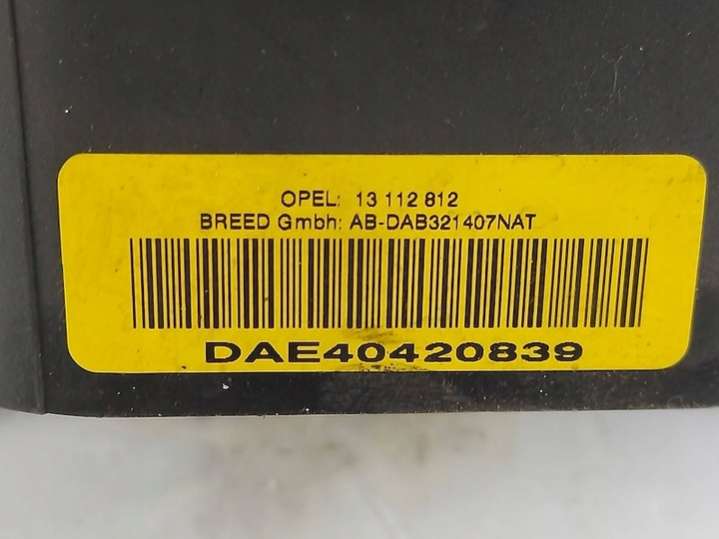 OPEL: 13 112 812
BREED Gmbh: AB-DAB321407NAT
DAE40420839